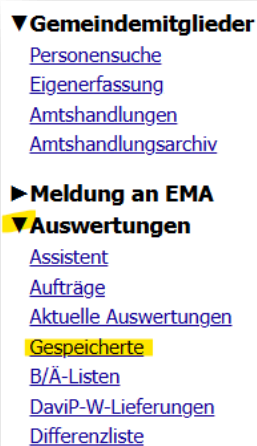 ▼Gemeindemitglieder
Personensuche
Eigenerfassung
Amtshandlungen
Amtshandlungsarchiv
►Meldung an EMA
▼Auswertungen
Assistent
Aufträge
Aktuelle Auswertungen
Gespeicherte
B/Ä-Listen
DaviP-W-Lieferungen
Differenzliste